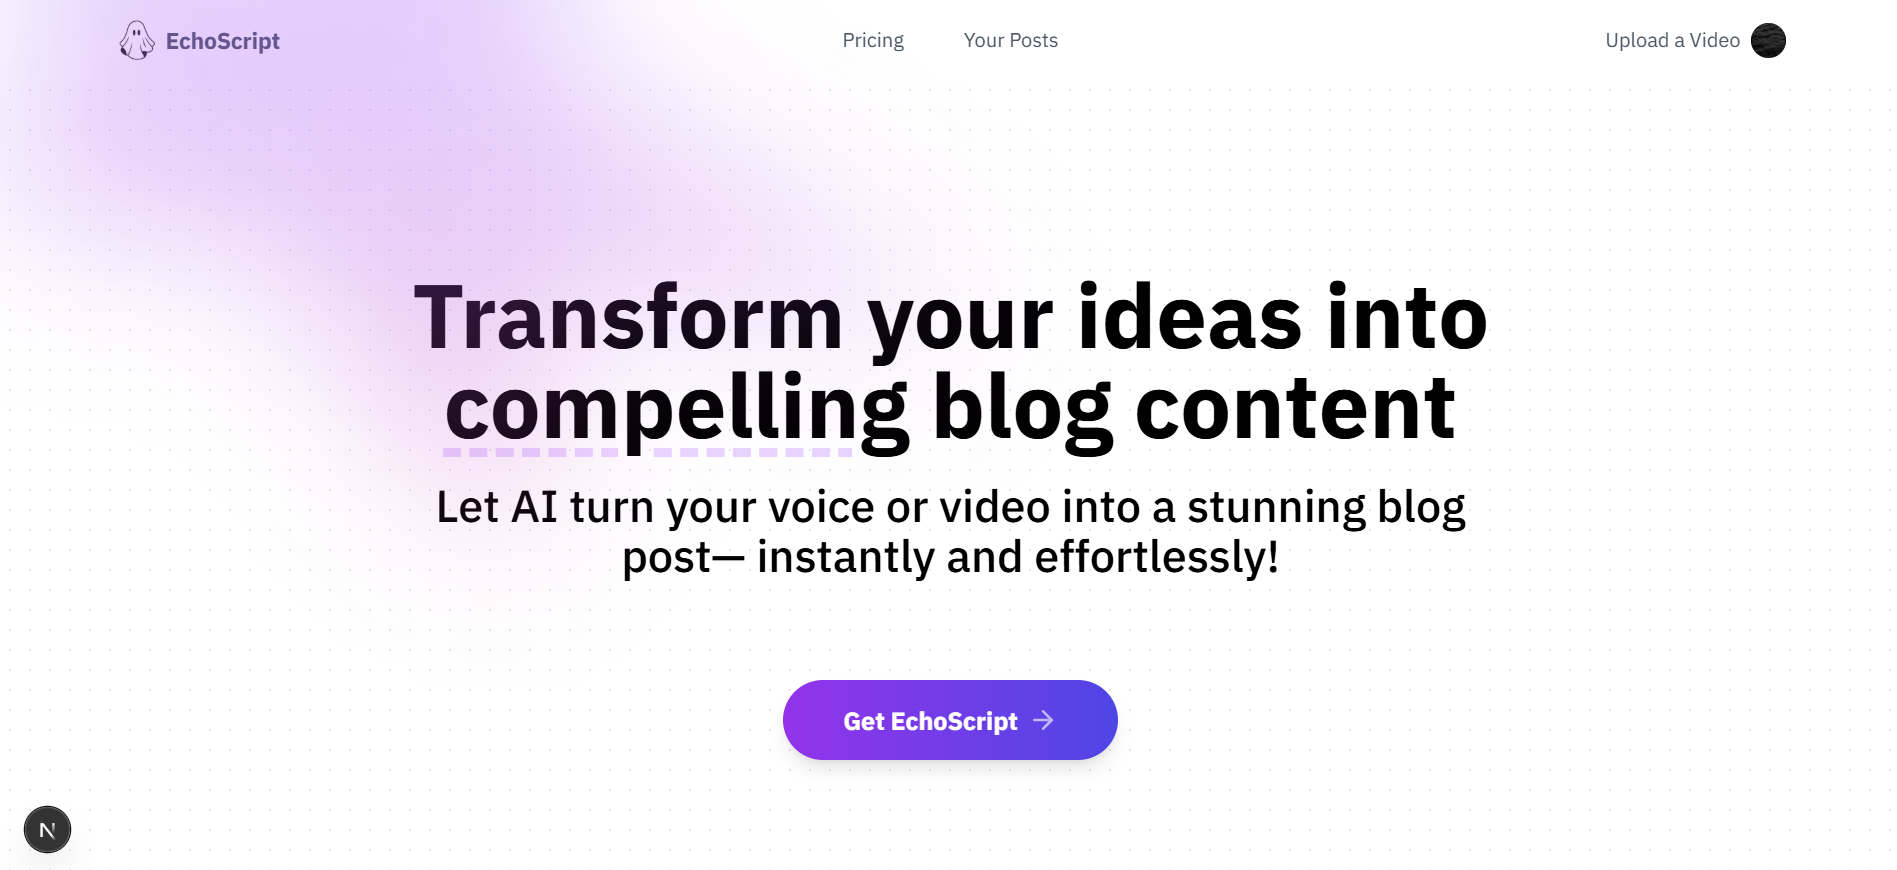 EchoScript
Pricing
Your Posts
Upload a Video
Transform your ideas into
compelling blog content
Let AI turn your voice or video into a stunning blog
post— instantly and effortlessly!
Get EchoScript
N